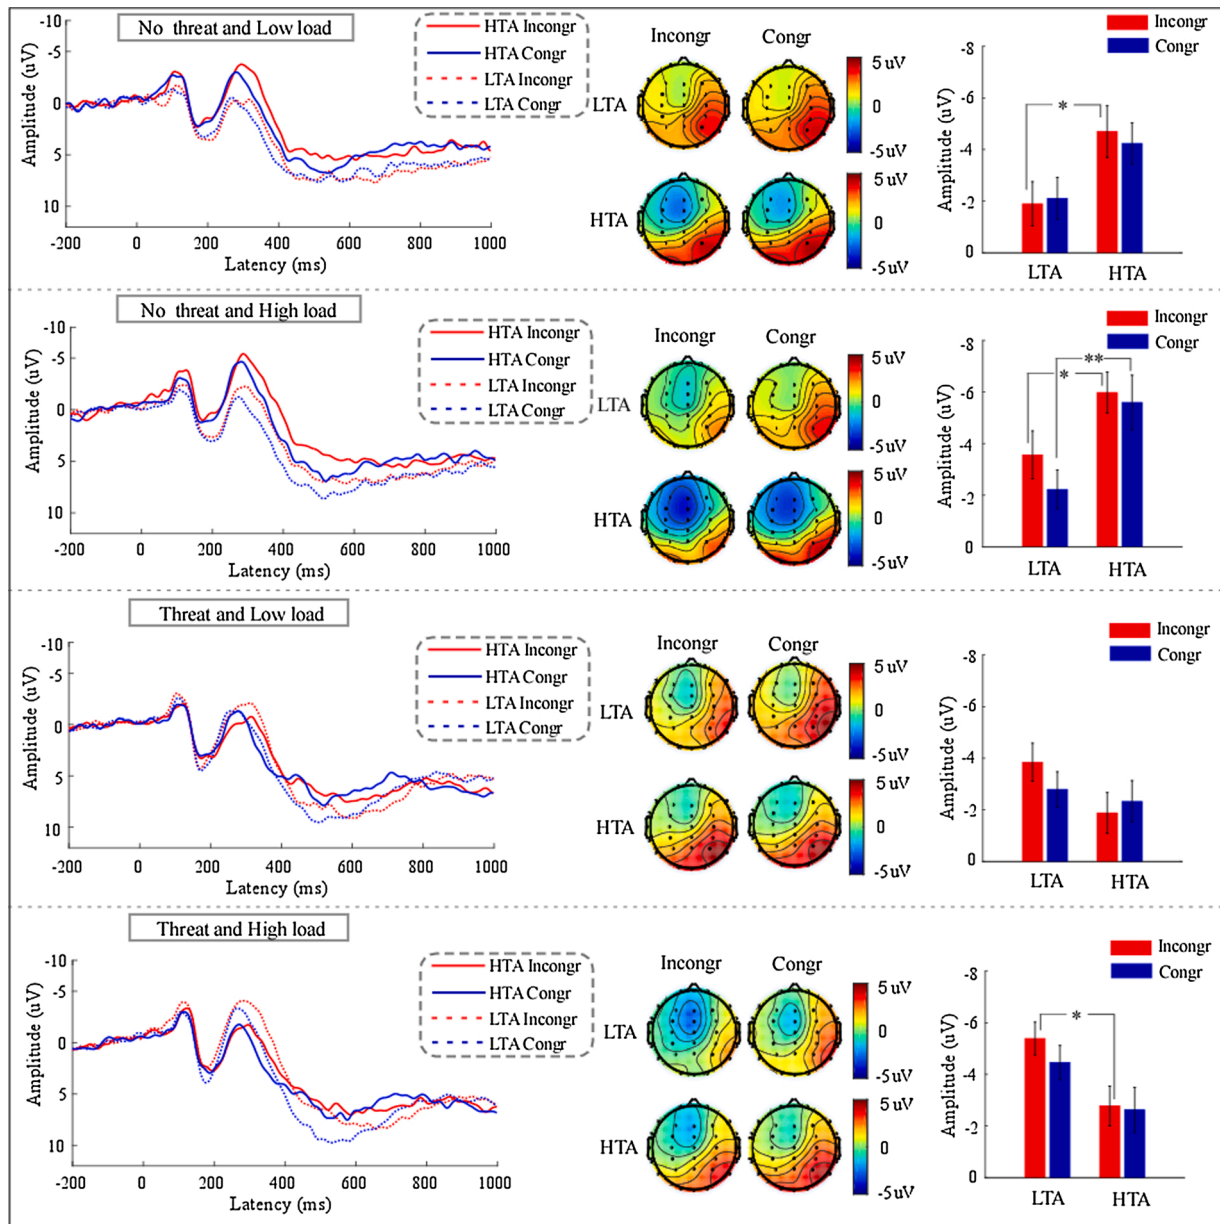 No threat and Low load
-10
-5
0
5
10
Amplitude (uV)
-200
0
200
400
600
800
1000
Latency (ms)
HTA Incongr
HTA Congr
LTA Incongr
LTA Congr
Incongr
Congr
LTA
HTA
5 uV
0
-5uV
5 uV
0
-5 uV
Incongr
Congr
-8
-6
-4
-2
0
Amplitude (uV)
*
LTA
HTA
No threat and High load
-10
-5
0
5
10
Amplitude (uV)
-200
0
200
400
600
800
1000
Latency (ms)
HTA Incongr
HTA Congr
LTA Incongr
LTA Congr
Incongr
Congr
LTA
HTA
5 uV
0
-5 uV
5 uV
0
-5 uV
Incongr
Congr
-8
-6
-4
-2
0
Amplitude (uV)
**
*
LTA
HTA
Threat and Low load
-10
-5
0
5
10
Amplitude (uV)
-200
0
200
400
600
800
1000
Latency (ms)
HTA Incongr
HTA Congr
LTA Incongr
LTA Congr
Incongr
Congr
LTA
HTA
5 uV
0
-5 uV
5 uV
0
-5 uV
Incongr
Congr
-8
-6
-4
-2
0
Amplitude (uV)
LTA
HTA
Threat and High load
-10
-5
0
5
10
Amplitude (uV)
-200
0
200
400
600
800
1000
Latency (ms)
HTA Incongr
HTA Congr
LTA Incongr
LTA Congr
Incongr
Congr
LTA
HTA
5 uV
0
-5 uV
5 uV
0
-5 uV
Incongr
Congr
-8
-6
-4
-2
0
Amplitude (uV)
*
LTA
HTA